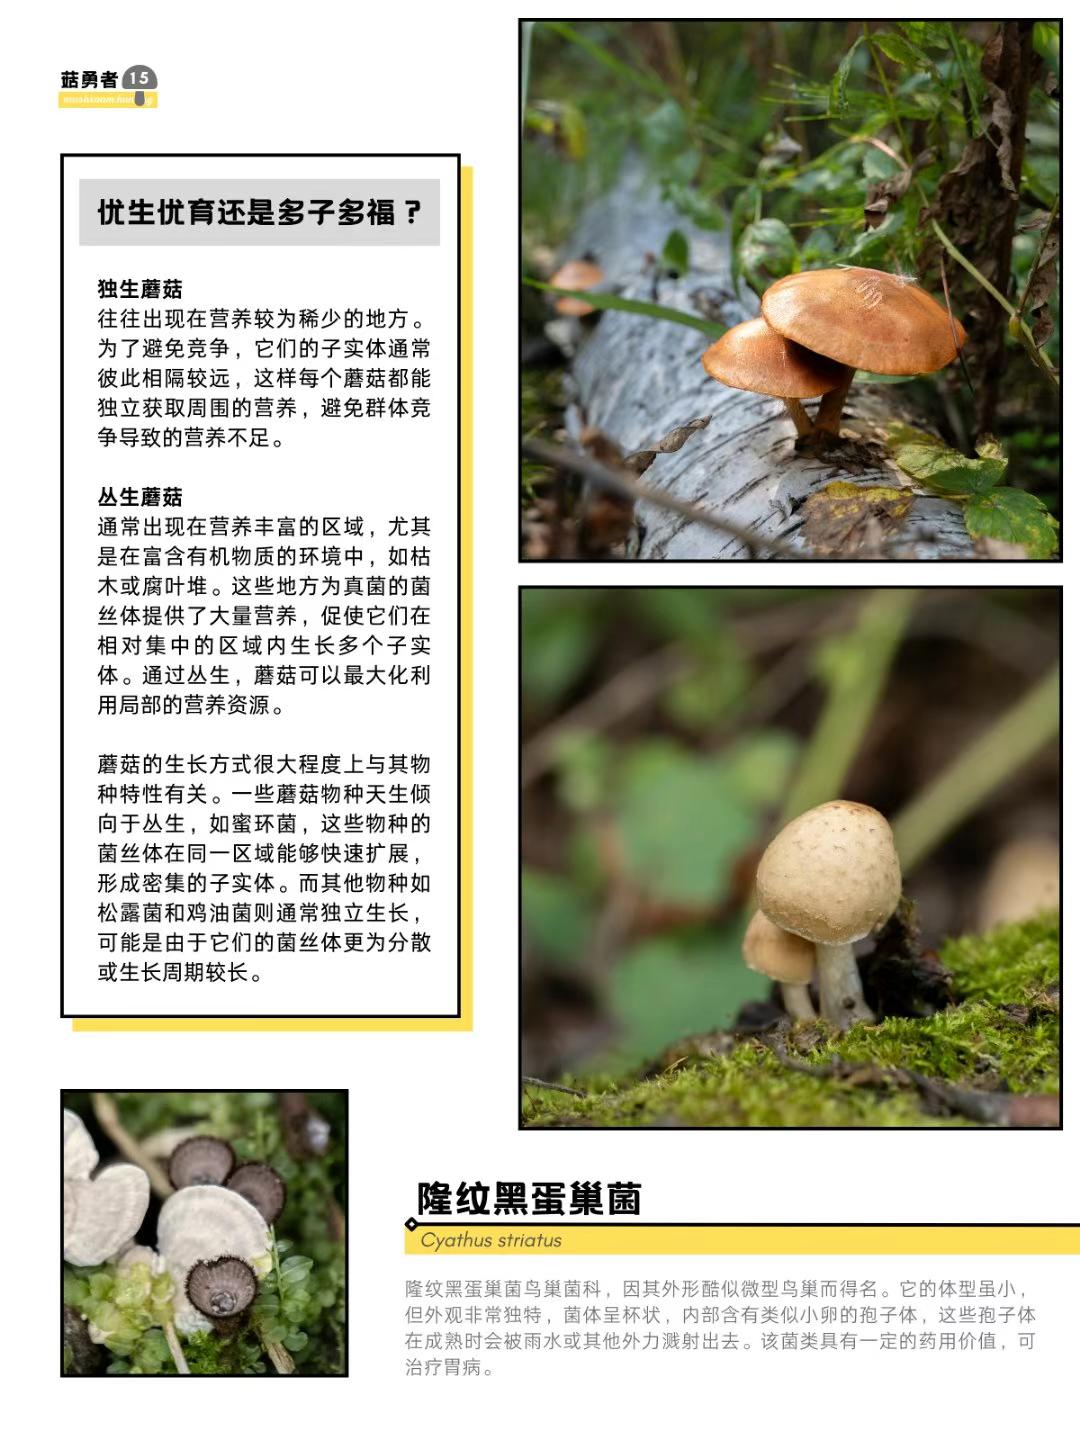 菇勇者 15
mushroom hun
优生优育还是多子多福？
独生蘑菇
往往出现在营养较为稀少的地方。
为了避免竞争，它们的子实体通常
彼此相隔较远，这样每个蘑菇都能
独立获取周围的营养，避免群体竞
争导致的营养不足。
丛生蘑菇
通常出现在营养丰富的区域，尤其
是在富含有机物质的环境中，如枯
木或腐叶堆。这些地方为真菌的菌
丝体提供了大量营养，促使它们在
相对集中的区域内生长多个子实
体。通过丛生，蘑菇可以最大化利
用局部的营养资源。
蘑菇的生长方式很大程度上与其物
种特性有关。一些蘑菇物种天生倾
向于丛生，如蜜环菌，这些物种的
菌丝体在同一区域能够快速扩展，
形成密集的子实体。而其他物种如
松露菌和鸡油菌则通常独立生长，
可能是由于它们的菌丝体更为分散
或生长周期较长。
隆纹黑蛋巢菌
Cyathus striatus
隆纹黑蛋巢菌鸟巢菌科，因其外形酷似微型鸟巢而得名。它的体型虽小，
但外观非常独特，菌体呈杯状，内部含有类似小卵的孢子体，这些孢子体
在成熟时会被雨水或其他外力溅射出去。该菌类具有一定的药用价值，可
治疗胃病。